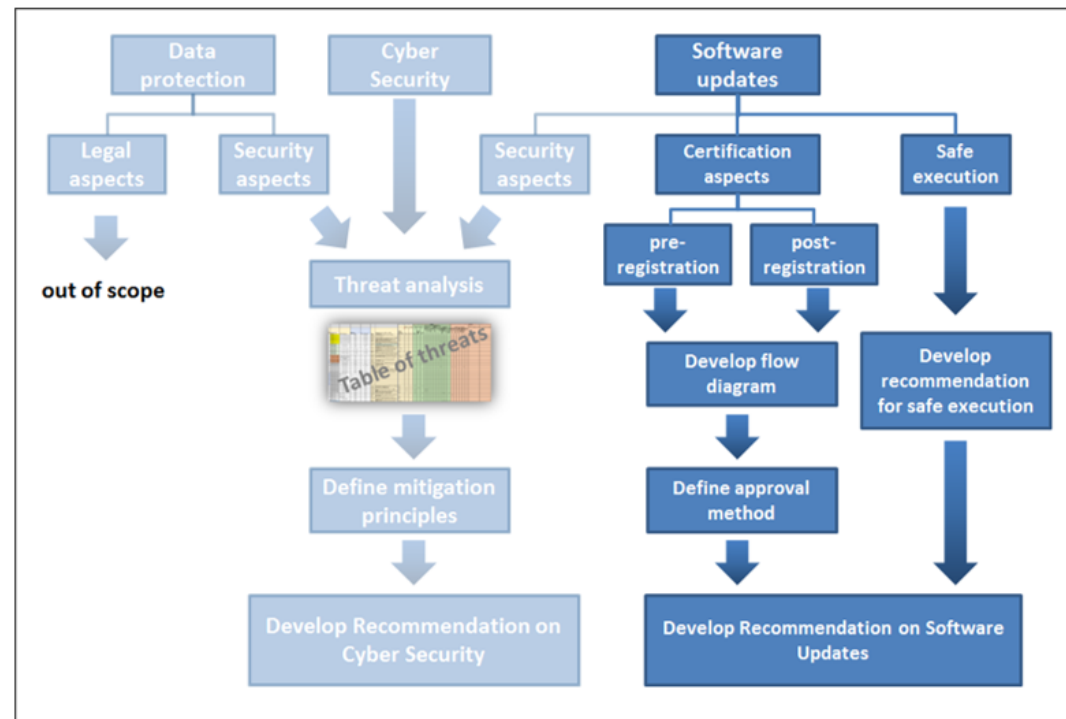 Data
protection
Cyber
Security
Software
updates
Legal
aspects
Security
aspects
Security
aspects
Certification
aspects
Safe
execution
pre-
registration
post-
registration
out of scope
Threat analysis
Table of threats
Develop flow
diagram
Develop
recommendation
for safe execution
Define mitigation
principles
Define approval
method
Develop Recommendation on
Cyber Security
Develop Recommendation on Software
Updates